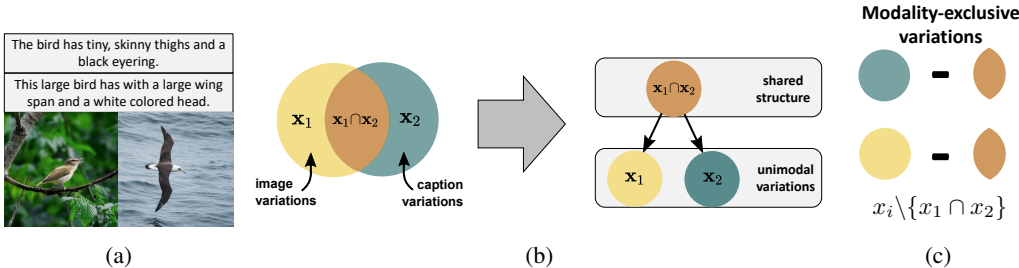 The bird has tiny, skinny thighs and a
black eyering.
This large bird has with a large wing
span and a white colored head.
(a)
x₁
x₁∩x₂
x₂
image
variations
caption
variations
x₁∩x₂
shared
structure
x₁
x₂
unimodal
variations
(b)
Modality-exclusive
variations
-
-
xᵢ\{x₁ ∩ x₂}
(c)